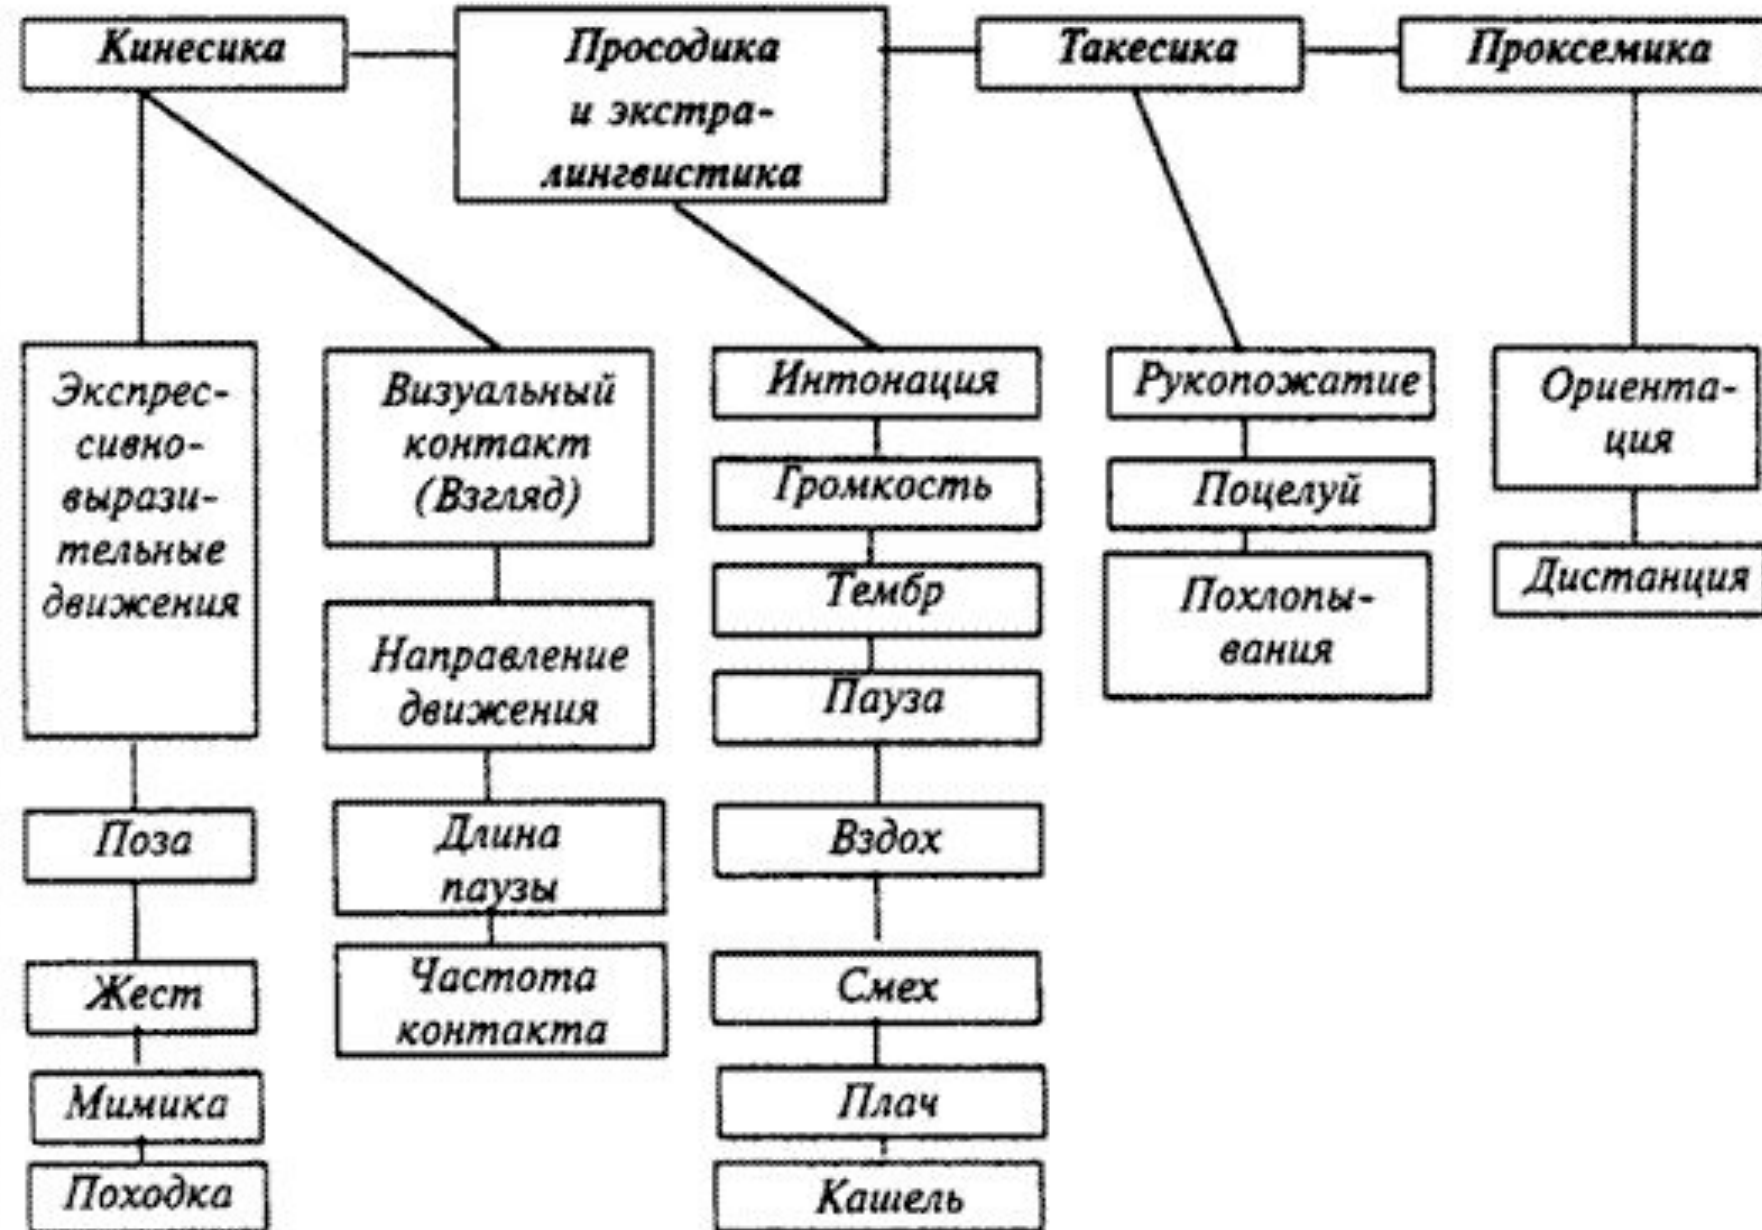 Кинесика
Просодика
и экстра-
лингвистика
Такесика
Проксемика
Экспрес-
сивно-
вырази-
тельные
движения
Поза
Жест
Мимика
Походка
Визуальный
контакт
(Взгляд)
Направление
движения
Длина
паузы
Частота
контакта
Интонация
Громкость
Тембр
Пауза
Вздох
Смех
Плач
Кашель
Рукопожатие
Поцелуй
Похлопы-
вания
Ориента-
ция
Дистанция